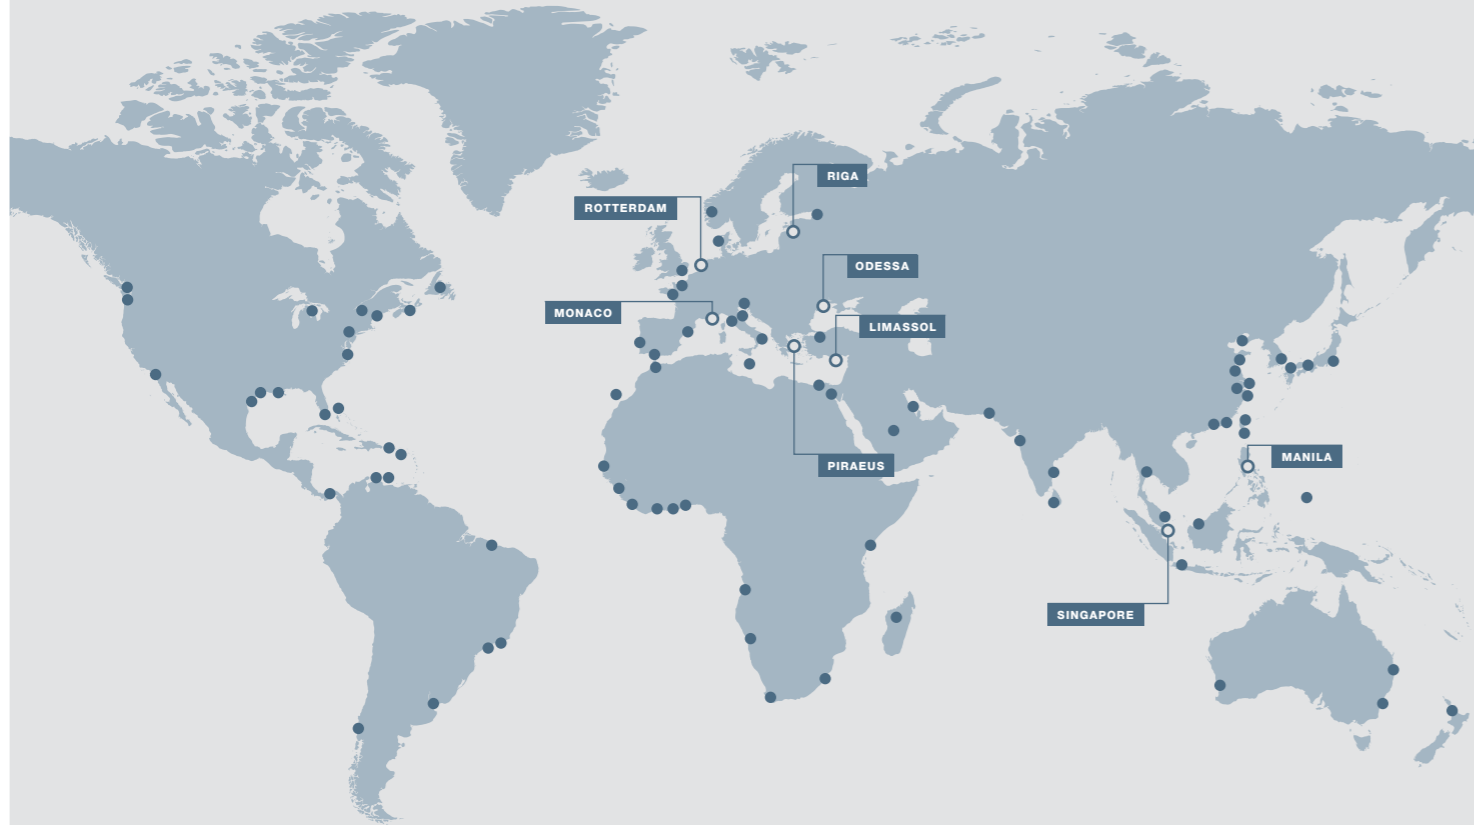 RIGA
ROTTERDAM
ODESSA
MONACO
LIMASSOL
MANILA
PIRAEUS
SINGAPORE